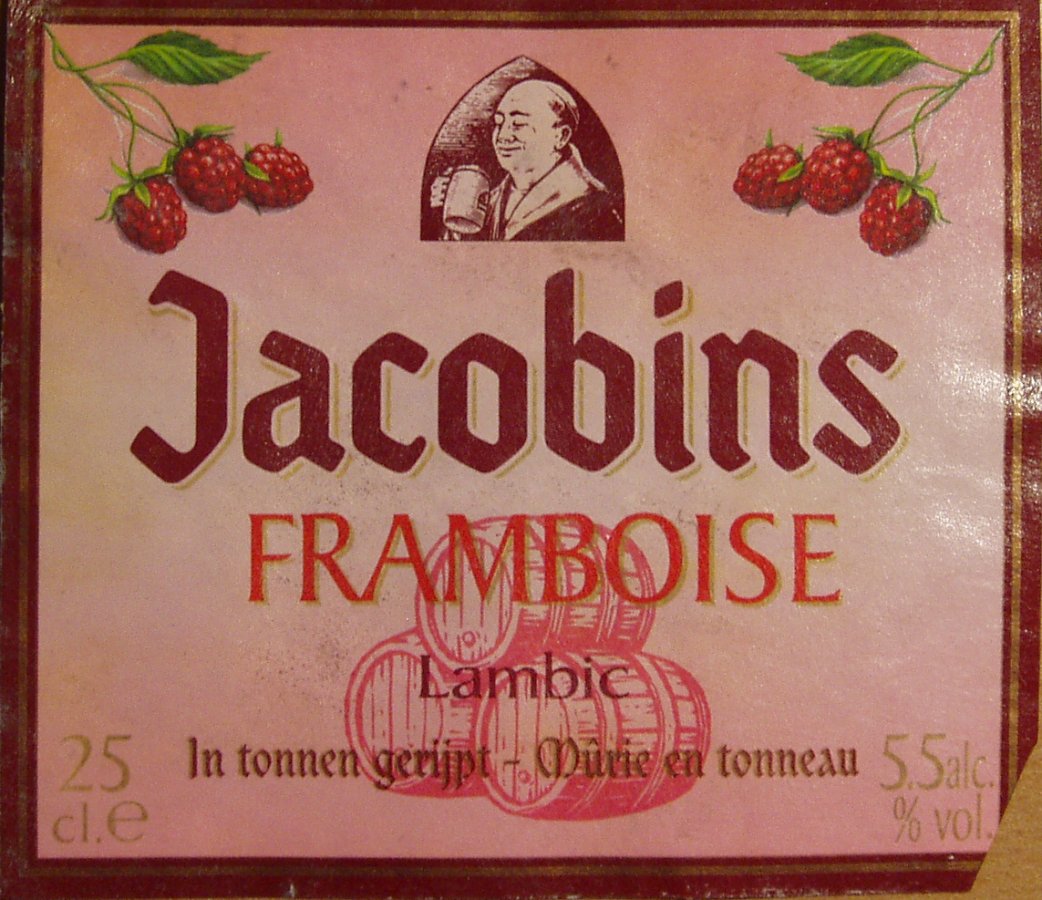 Jacobins
FRAMBOISE
Lambic
In tonnen gerijpt - Mûrie en tonneau
25
cl.e
5.5alc.
% vol.